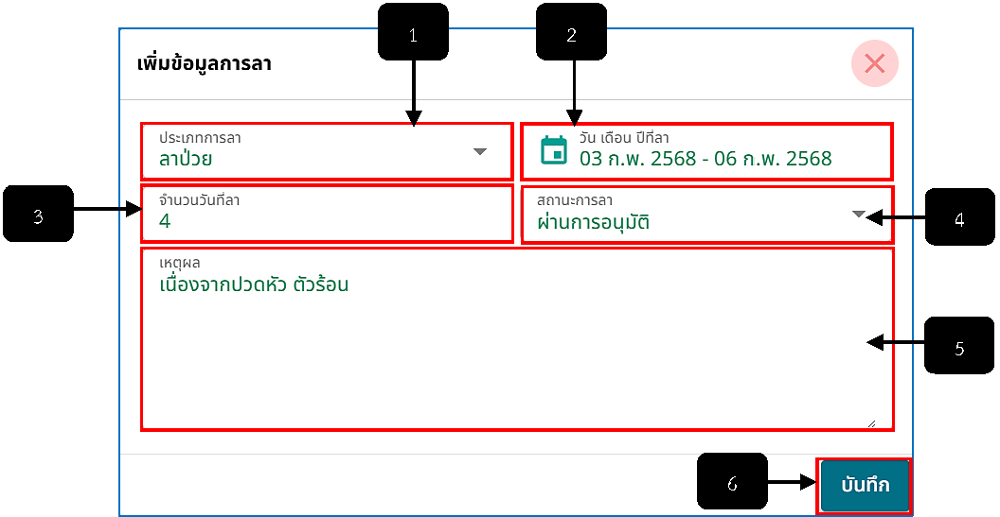 1
2
เพิ่มข้อมูลการลา
ประเภทการลา
ลาป่วย
วัน เดือน ปีที่ลา
03 ก.พ. 2568 - 06 ก.พ. 2568
3
จำนวนวันที่ลา
4
สถานะการลา
ผ่านการอนุมัติ
4
เหตุผล
เนื่องจากปวดหัว ตัวร้อน
5
6
บันทึก